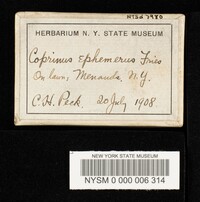 NYSd 7980
HERBARIUM N. Y. STATE MUSEUM
Coprinus ephemerus Fries
On lawn, Menands. N.Y.
C. H. Peck. 20 July 1908.
NEW YORK STATE MUSEUM
NYSM 0 000 006 314